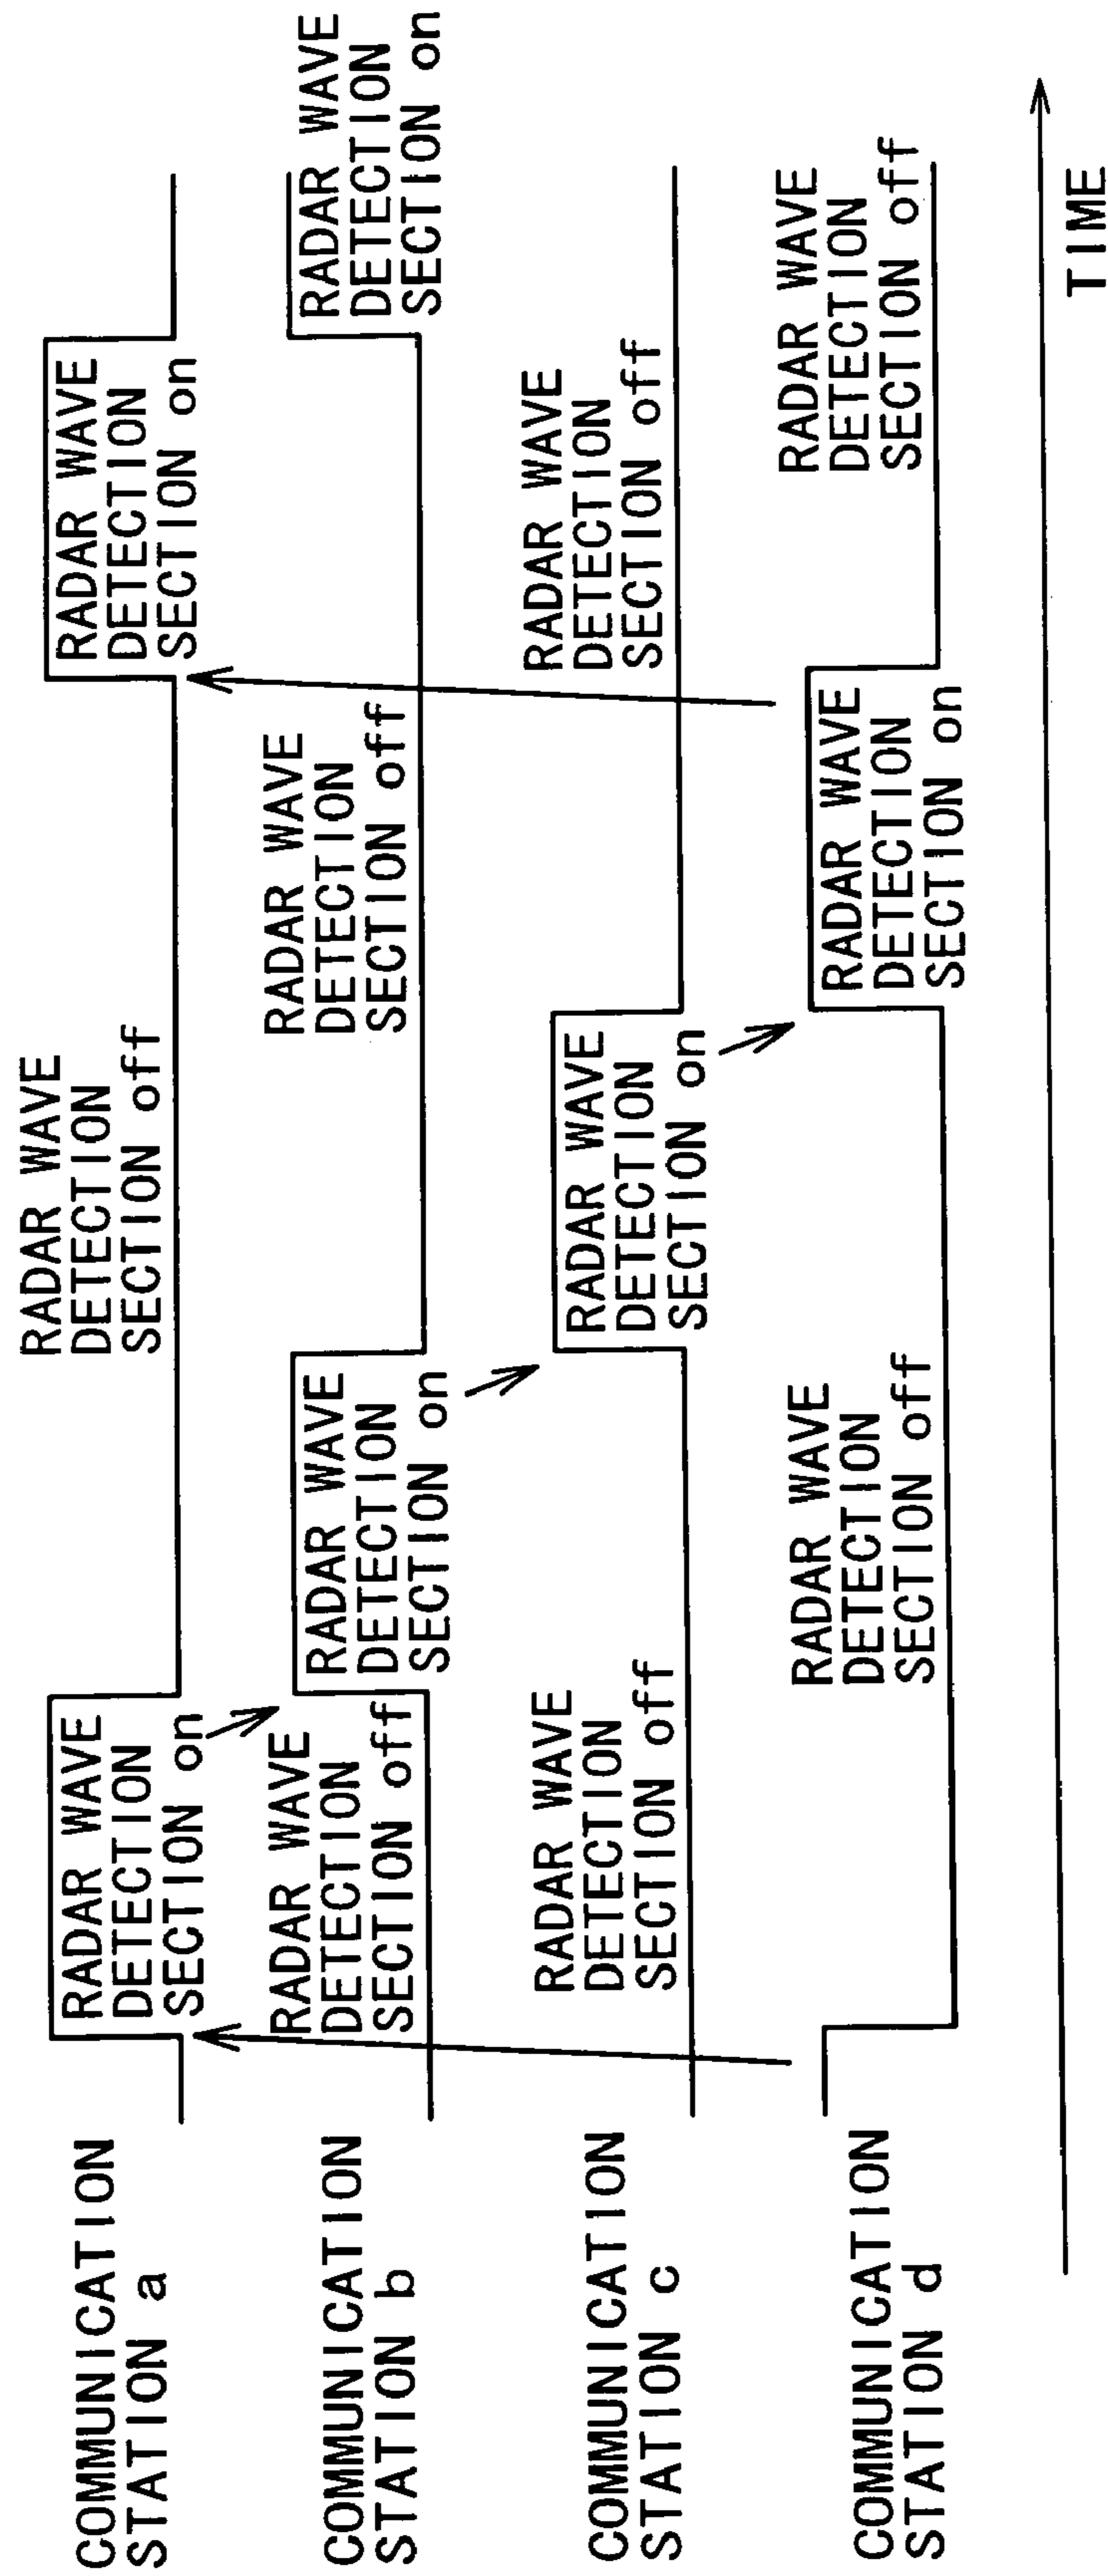 COMMUNICATION
STATION a
RADAR WAVE
DETECTION
SECTION on
RADAR WAVE
DETECTION
SECTION off
RADAR WAVE
DETECTION
SECTION on
COMMUNICATION
STATION b
RADAR WAVE
DETECTION
SECTION off
RADAR WAVE
DETECTION
SECTION on
RADAR WAVE
DETECTION
SECTION off
RADAR WAVE
DETECTION
SECTION on
COMMUNICATION
STATION c
RADAR WAVE
DETECTION
SECTION off
RADAR WAVE
DETECTION
SECTION on
RADAR WAVE
DETECTION
SECTION off
COMMUNICATION
STATION d
RADAR WAVE
DETECTION
SECTION off
RADAR WAVE
DETECTION
SECTION on
RADAR WAVE
DETECTION
SECTION off
TIME